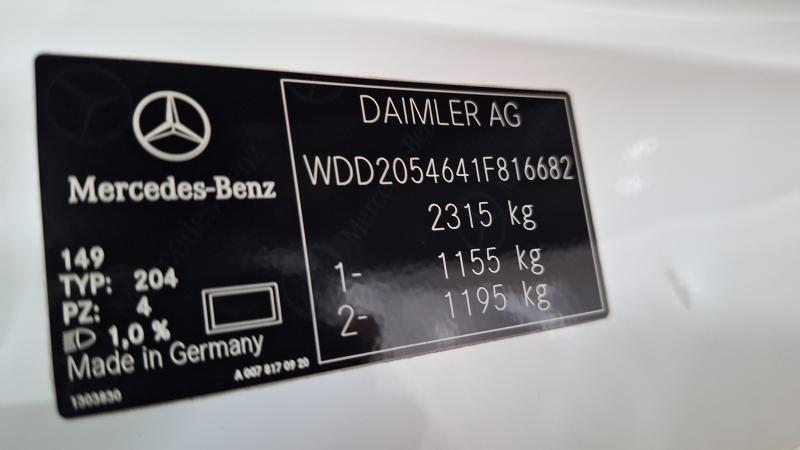 Mercedes-Benz
149
TYP: 204
PZ: 4
1,0 %
Made in Germany
1303830
A 007 817 09 20
DAIMLER AG
WDD2054641F816682
2315 kg
1- 1155 kg
2- 1195 kg